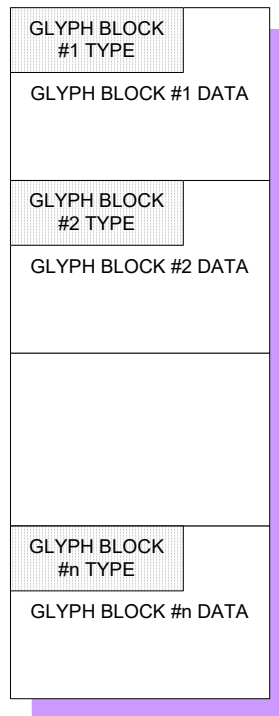 GLYPH BLOCK
#1 TYPE
GLYPH BLOCK #1 DATA
GLYPH BLOCK
#2 TYPE
GLYPH BLOCK #2 DATA
GLYPH BLOCK
#n TYPE
GLYPH BLOCK #n DATA